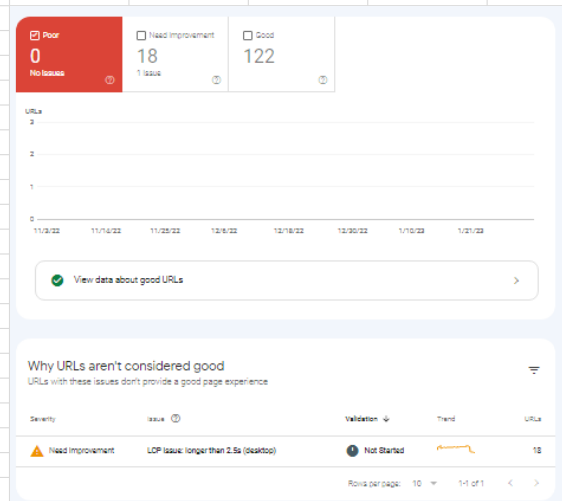 Poor
Need Improvement
Good
0
18
122
No Issues
1 Issue
URLs
3
2
1
0
11/3/22
11/14/22
11/25/22
12/6/22
12/18/22
12/30/22
1/10/23
1/21/23
View data about good URLs
Why URLs aren't considered good
URLs with these issues don't provide a good page experience
Severity Issue Validation Trend URLs
Need Improvement LCP Issue: longer than 2.5s (desktop) Not Started 18
Rows per page: 10 1-1 of 1